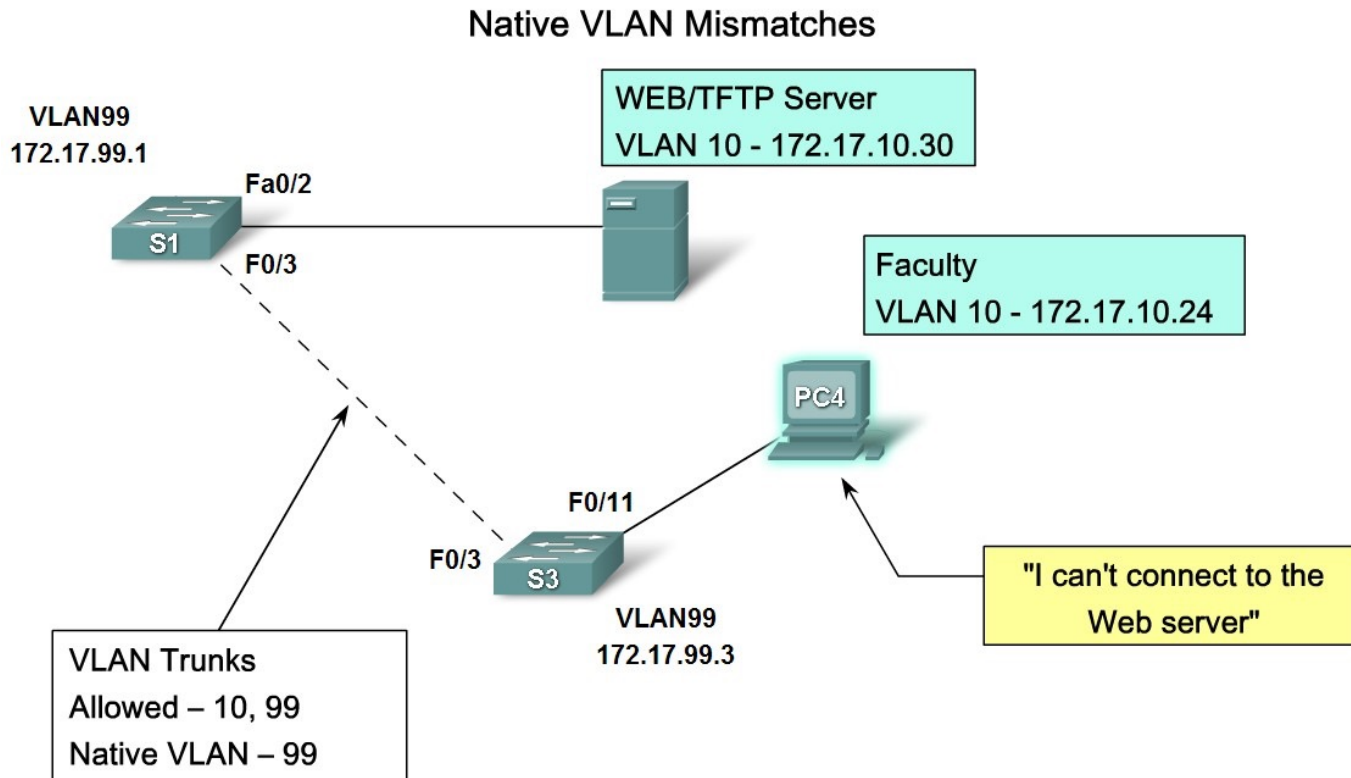 Native VLAN Mismatches
WEB/TFTP Server
VLAN 10 - 172.17.10.30
VLAN99
172.17.99.1
Fa0/2
S1
F0/3
Faculty
VLAN 10 - 172.17.10.24
PC4
F0/11
F0/3
S3
"I can't connect to the
Web server"
VLAN99
172.17.99.3
VLAN Trunks
Allowed – 10, 99
Native VLAN – 99